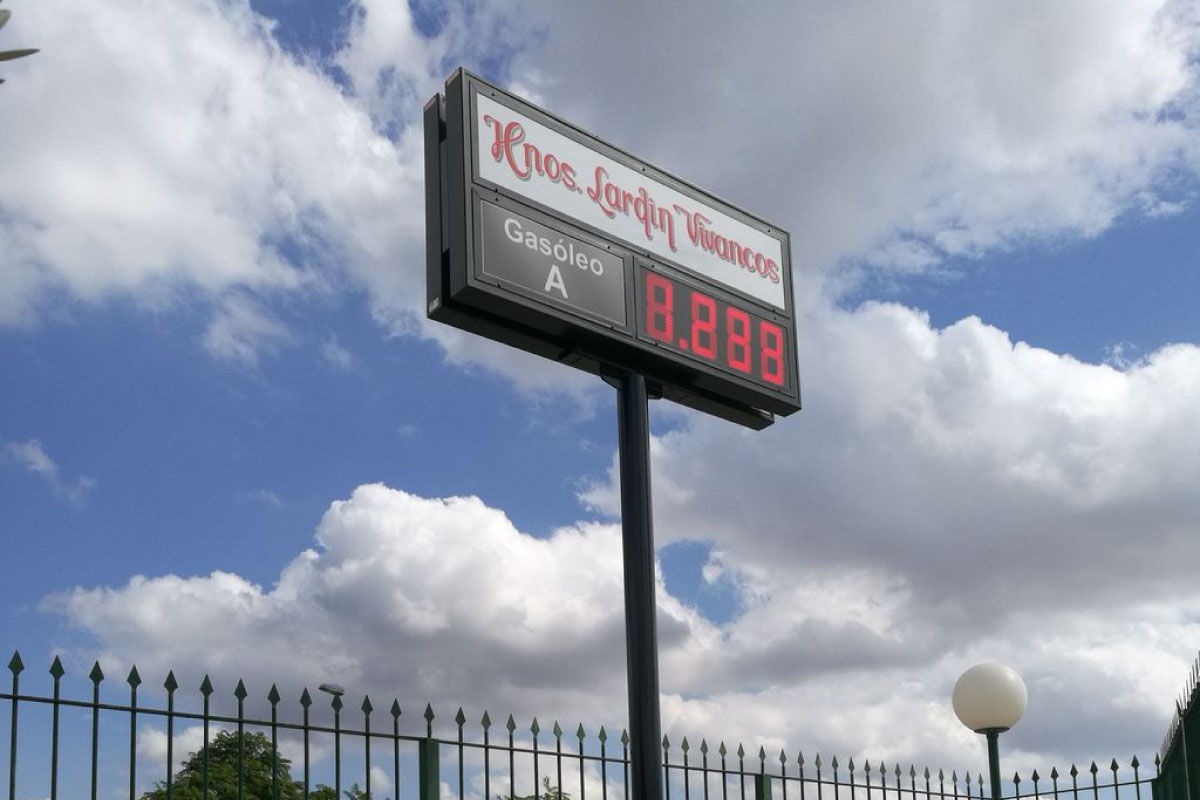 Hnos. Lardin Vivancos
Gasóleo
A
8.888